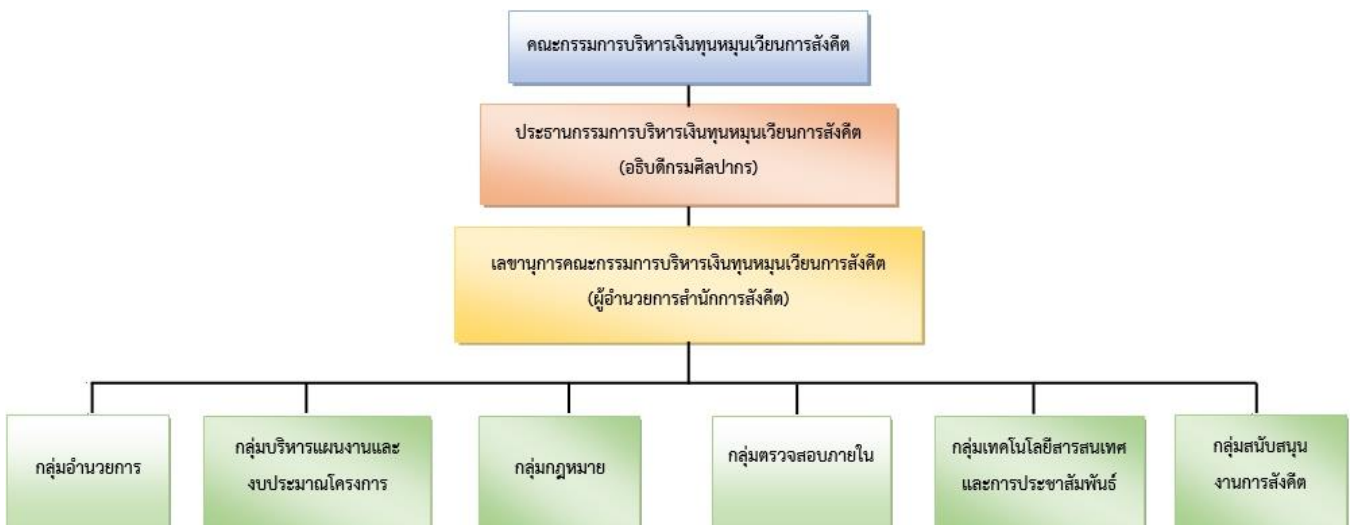 คณะกรรมการบริหารเงินทุนหมุนเวียนการสังคีต
ประธานกรรมการบริหารเงินทุนหมุนเวียนการสังคีต
(อธิบดีกรมศิลปากร)
เลขานุการคณะกรรมการบริหารเงินทุนหมุนเวียนการสังคีต
(ผู้อำนวยการสำนักการสังคีต)
กลุ่มอำนวยการ
กลุ่มบริหารแผนงานและ
งบประมาณโครงการ
กลุ่มกฎหมาย
กลุ่มตรวจสอบภายใน
กลุ่มเทคโนโลยีสารสนเทศ
และการประชาสัมพันธ์
กลุ่มสนับสนุน
งานการสังคีต